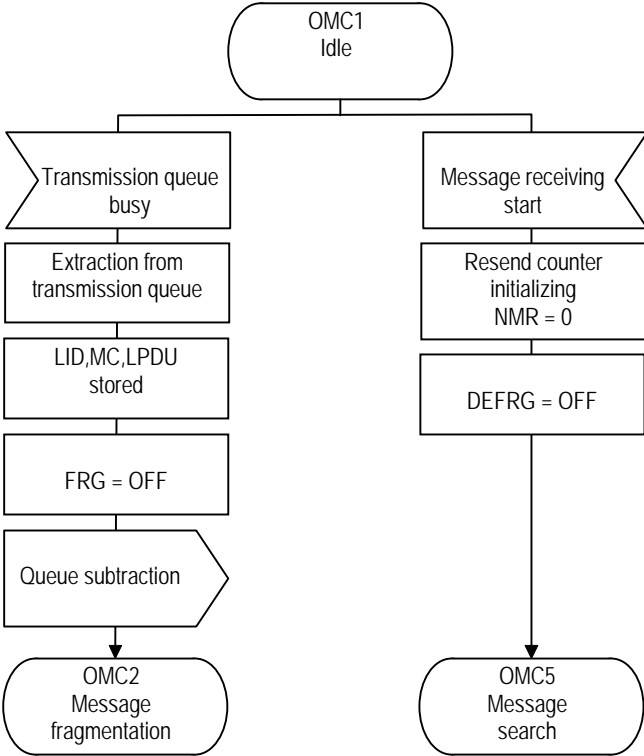 OMC1
Idle
Transmission queue
busy
Extraction from
transmission queue
LID,MC,LPDU
stored
FRG = OFF
Queue subtraction
OMC2
Message
fragmentation
Message receiving
start
Resend counter
initializing
NMR = 0
DEFRG = OFF
OMC5
Message
search